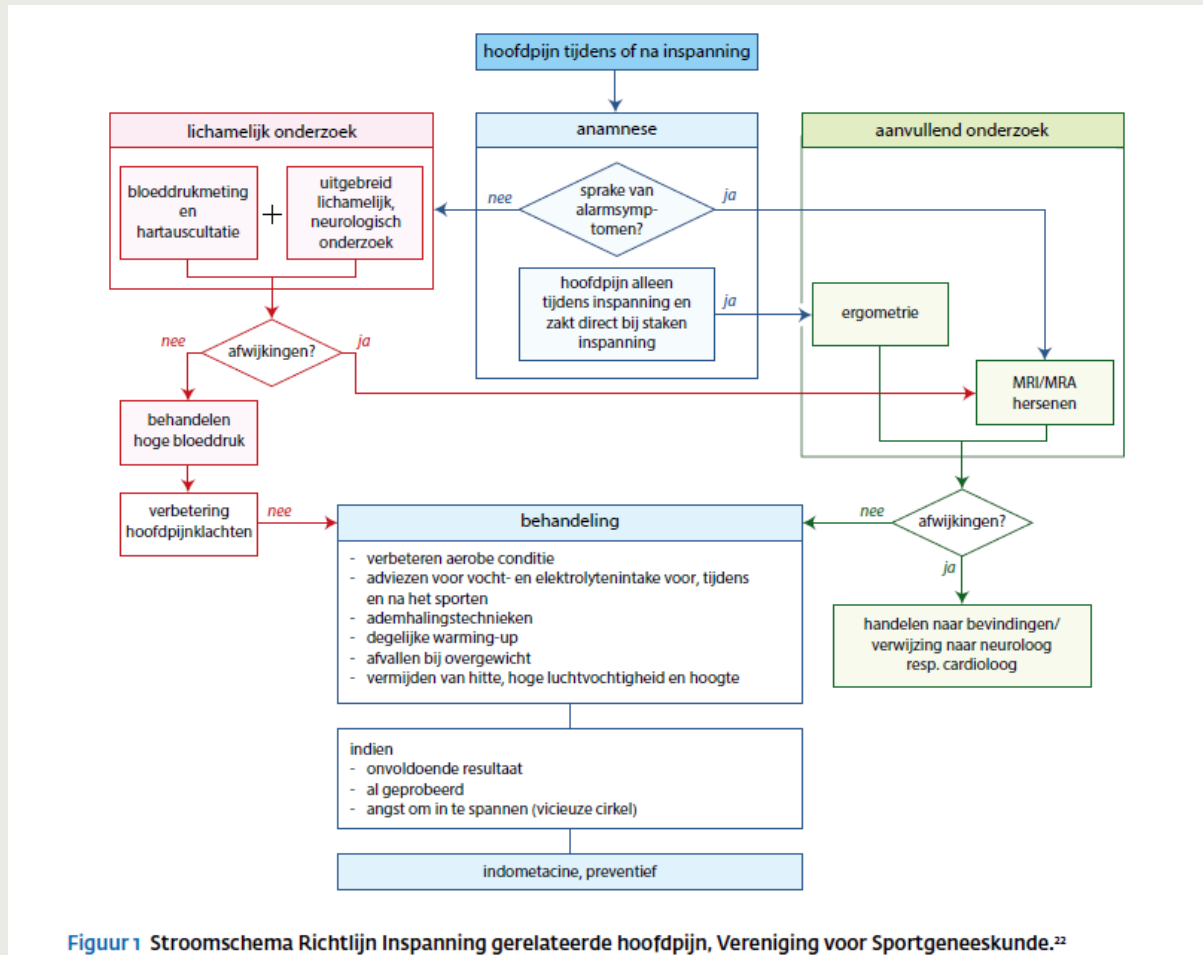 hoofdpijn tijdens of na inspanning
lichamelijk onderzoek
bloeddrukmeting
en
hartauscultatie
+
uitgebreid
lichamelijk,
neurologisch
onderzoek
anamnese
nee
sprake van
alarmsymp-
tomen?
ja
hoofdpijn alleen
tijdens inspanning en
zakt direct bij staken
inspanning
ja
aanvullend onderzoek
ergometrie
MRI/MRA
hersenen
nee
afwijkingen?
ja
behandelen
hoge bloeddruk
verbetering
hoofdpijnklachten
nee
behandeling
- verbeteren aerobe conditie
- adviezen voor vocht- en elektrolytenintake voor, tijdens
en na het sporten
- ademhalingstechnieken
- degelijke warming-up
- afvallen bij overgewicht
- vermijden van hitte, hoge luchtvochtigheid en hoogte
nee
afwijkingen?
ja
handelen naar bevindingen/
verwijzing naar neuroloog
resp. cardioloog
indien
- onvoldoende resultaat
- al geprobeerd
- angst om in te spannen (vicieuze cirkel)
indometacine, preventief
Figuur 1 Stroomschema Richtlijn Inspanning gerelateerde hoofdpijn, Vereniging voor Sportgeneeskunde.²²